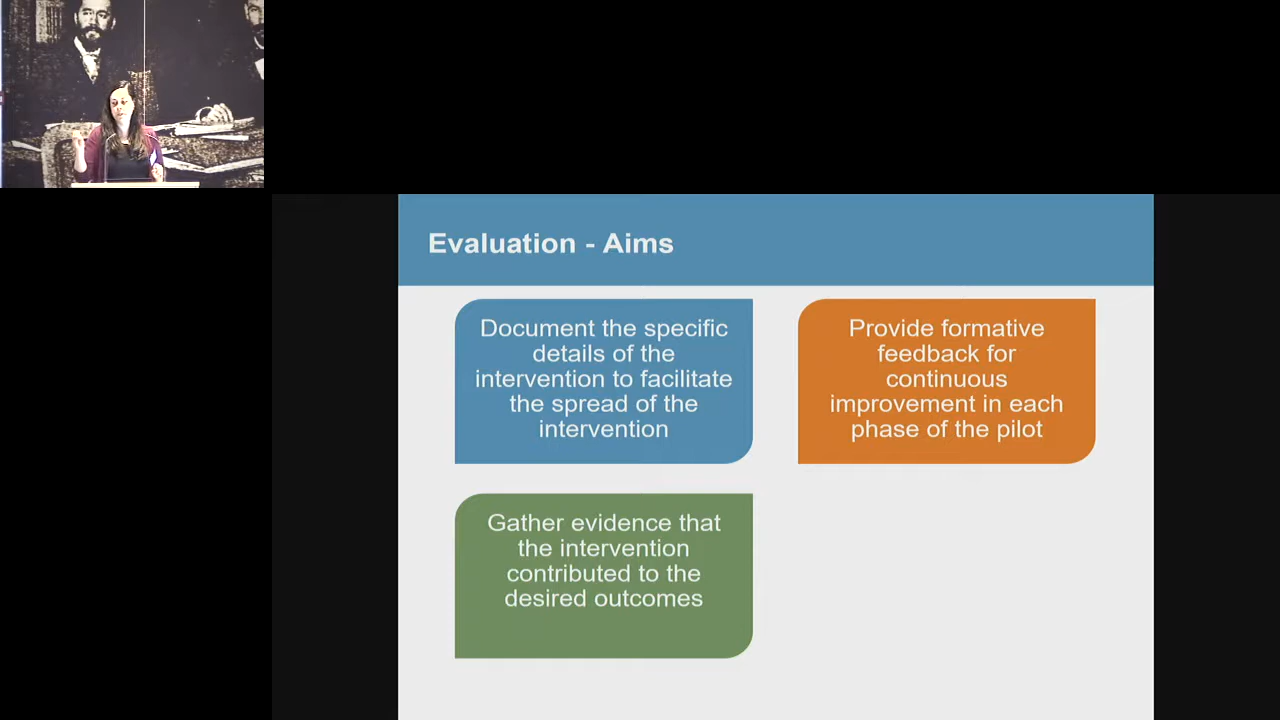 Evaluation - Aims
Document the specific
details of the
intervention to facilitate
the spread of the
intervention
Provide formative
feedback for
continuous
improvement in each
phase of the pilot
Gather evidence that
the intervention
contributed to the
desired outcomes